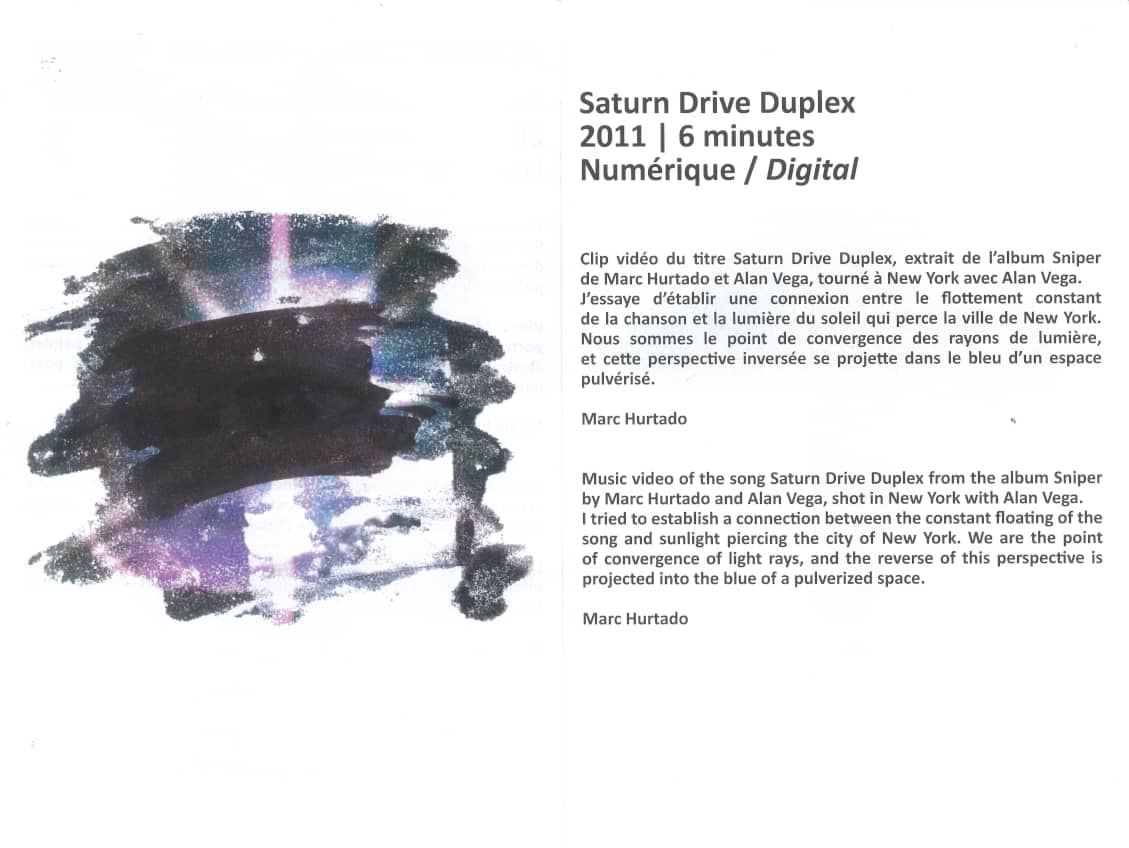 Saturn Drive Duplex
2011 | 6 minutes
Numérique / Digital
Clip vidéo du titre Saturn Drive Duplex, extrait de l’album Sniper
de Marc Hurtado et Alan Vega, tourné à New York avec Alan Vega.
J’essaye d’établir une connexion entre le flottement constant
de la chanson et la lumière du soleil qui perce la ville de New York.
Nous sommes le point de convergence des rayons de lumière,
et cette perspective inversée se projette dans le bleu d’un espace
pulvérisé.
Marc Hurtado
Music video of the song Saturn Drive Duplex from the album Sniper
by Marc Hurtado and Alan Vega, shot in New York with Alan Vega.
I tried to establish a connection between the constant floating of the
song and sunlight piercing the city of New York. We are the point
of convergence of light rays, and the reverse of this perspective is
projected into the blue of a pulverized space.
Marc Hurtado